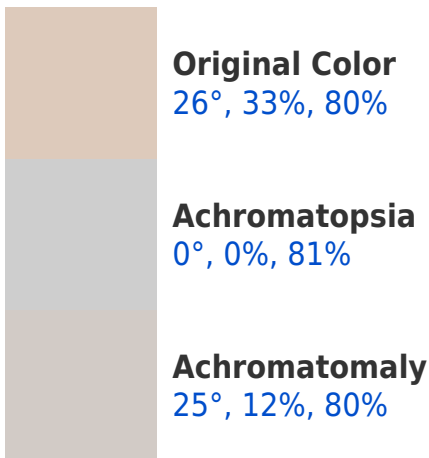 Original Color
26°, 33%, 80%
Achromatopsia
0°, 0%, 81%
Achromatomaly
25°, 12%, 80%